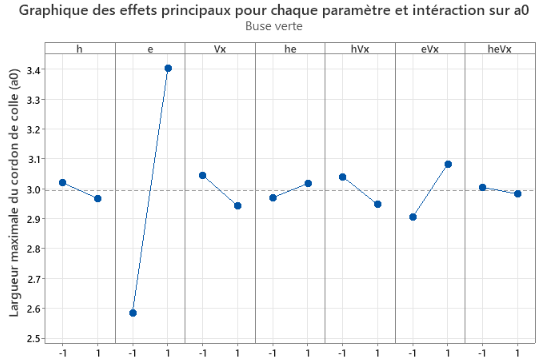 Graphique des effets principaux pour chaque paramètre et intéraction sur a0
Buse verte
h e Vx he hVx eVx heVx
Largueur maximale du cordon de colle (a0)
3.4
3.3
3.2
3.1
3.0
2.9
2.8
2.7
2.6
2.5
-1 1 -1 1 -1 1 -1 1 -1 1 -1 1 -1 1